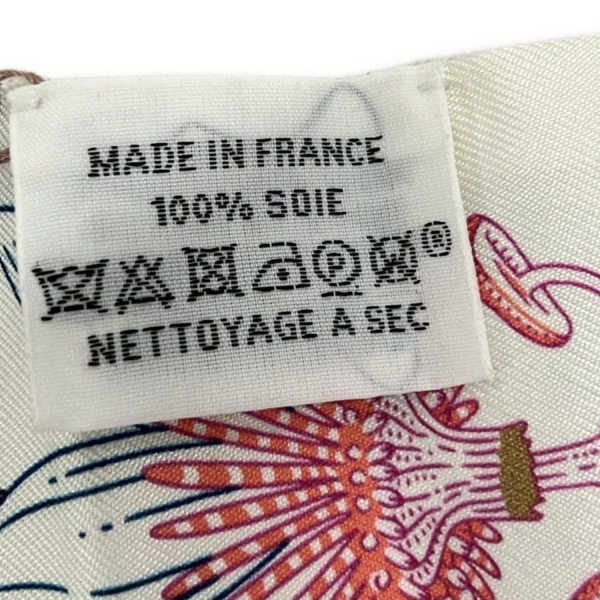 MADE IN FRANCE
100% SOIE
P ®
NETTOYAGE A SEC